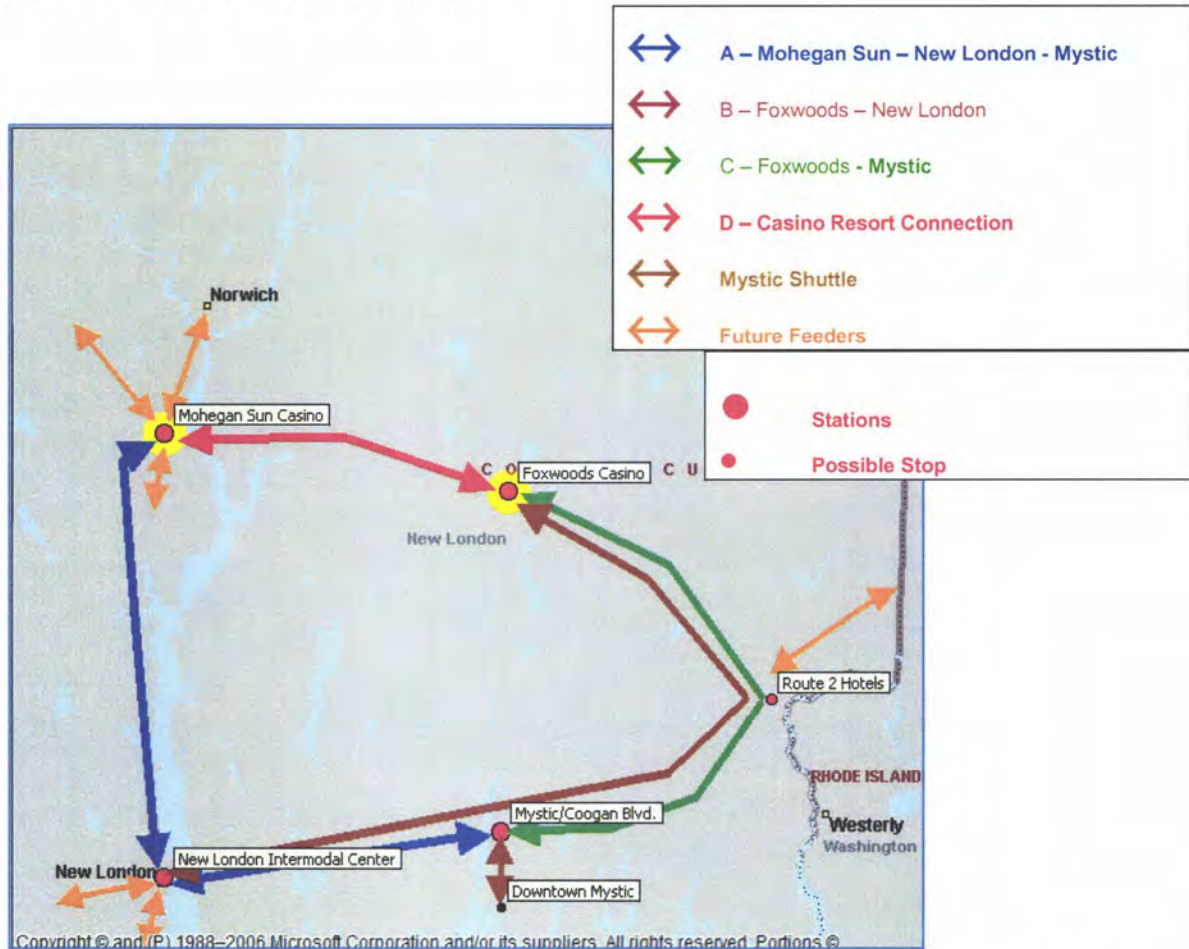 A – Mohegan Sun – New London - Mystic
B – Foxwoods – New London
C – Foxwoods - Mystic
D – Casino Resort Connection
Mystic Shuttle
Future Feeders
Stations
Possible Stop
Norwich
Mohegan Sun Casino
C O
C U
Foxwoods Casino
New London
Route 2 Hotels
RHODE ISLAND
Mystic/Coogan Blvd.
Westerly
Washington
New London Intermodal Center
New London
Downtown Mystic
Copyright © and (P) 1988–2006 Microsoft Corporation and/or its suppliers. All rights reserved. Portions ©